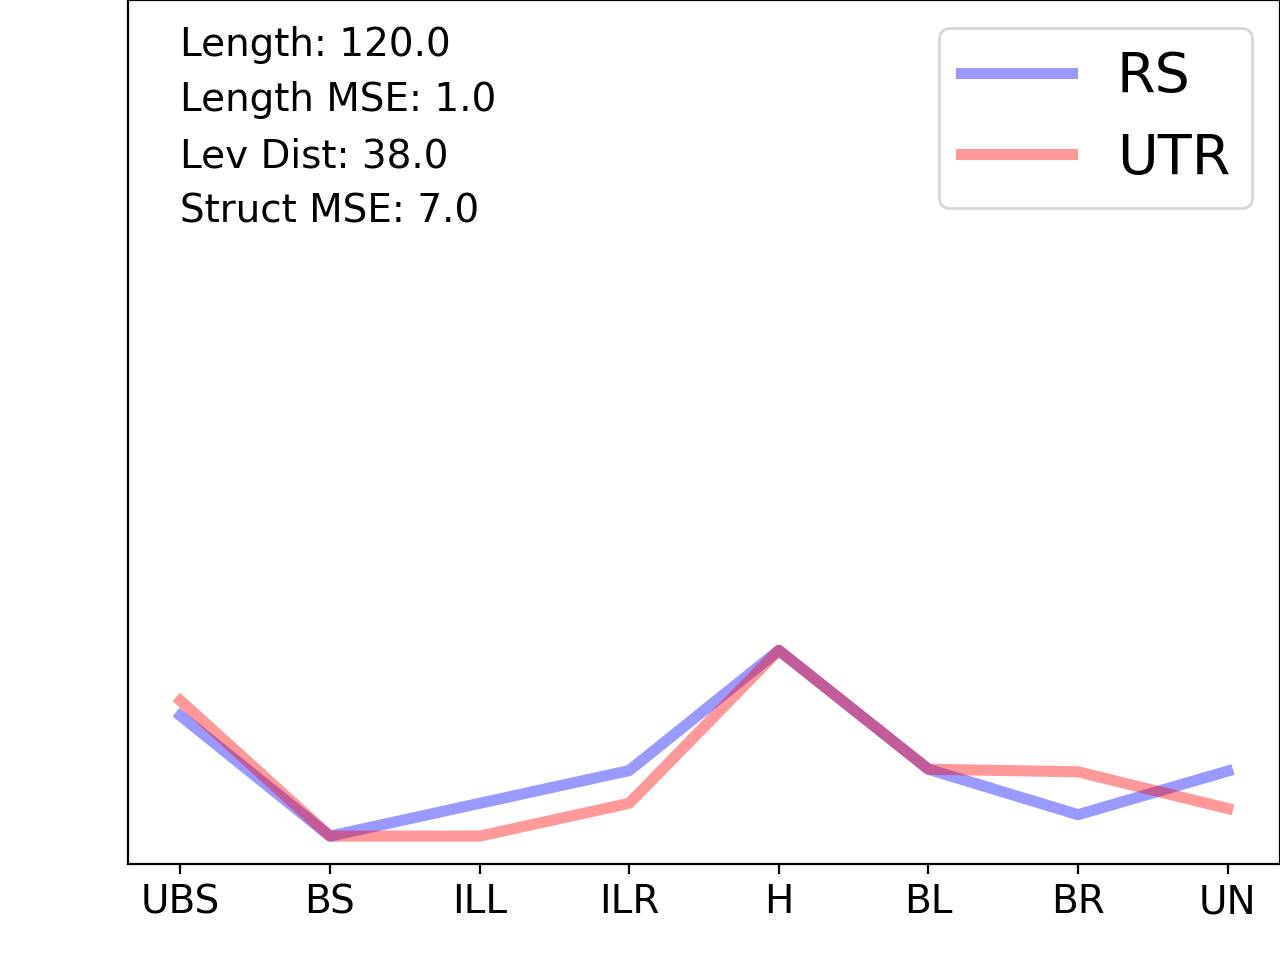 Length: 120.0
Length MSE: 1.0
Lev Dist: 38.0
Struct MSE: 7.0
RS
UTR
UBS BS ILL ILR H BL BR UN